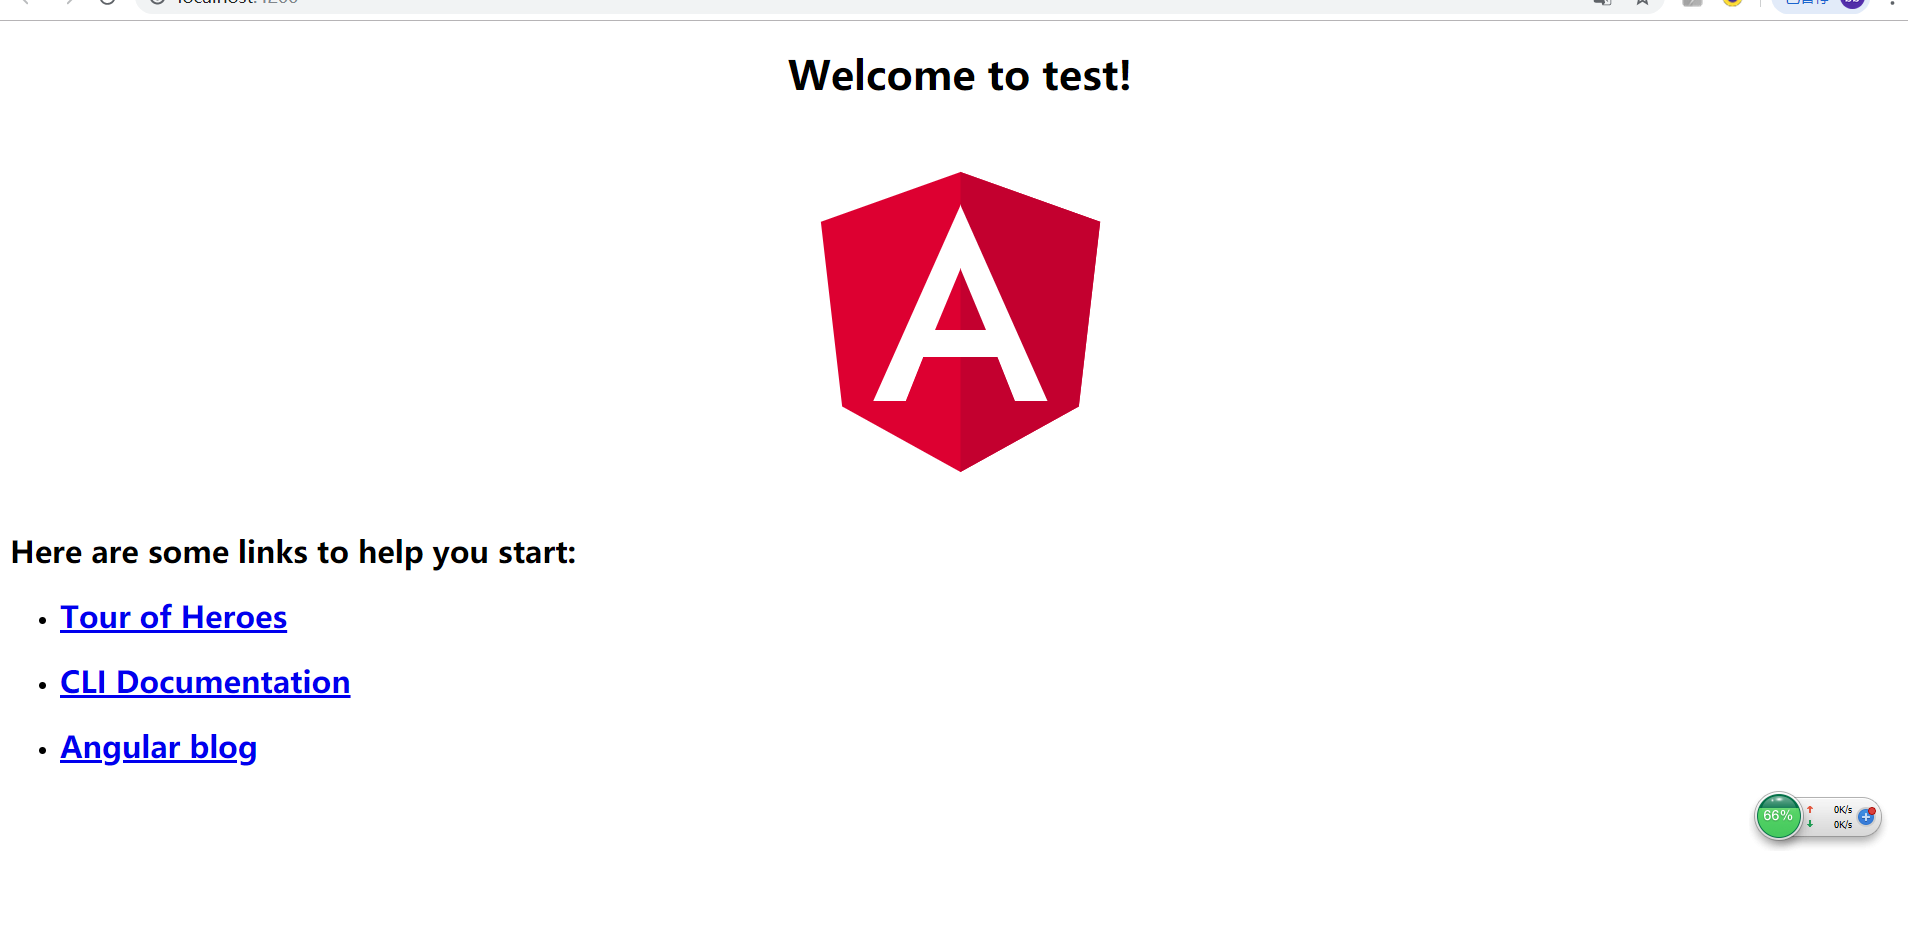 Welcome to test!
A
Here are some links to help you start:
Tour of Heroes
CLI Documentation
Angular blog
66%
0K/s
0K/s